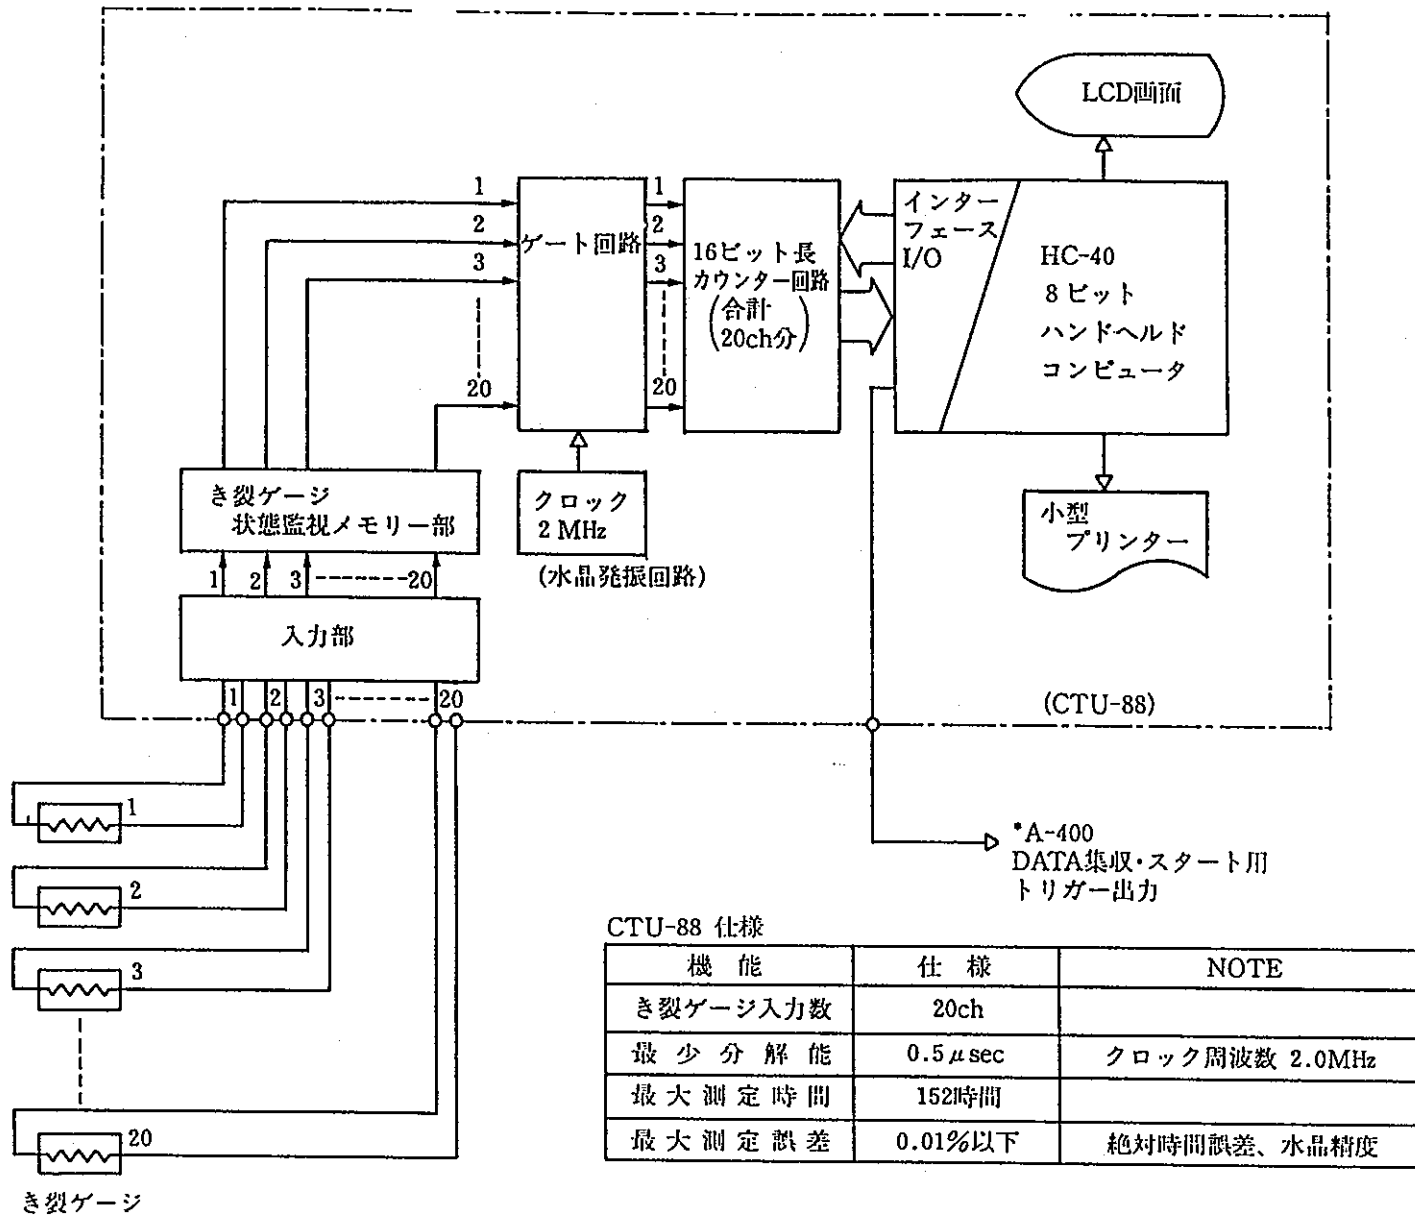 LCD画面
1
2
3
20
ゲート回路
1
2
3
20
16ビット長
カウンター回路
(合計
20ch分)
インター
フェース
I/O
HC-40
8ビット
ハンドヘルド
コンピュータ
き裂ゲージ
状態監視メモリー部
クロック
2 MHz
(水晶発振回路)
小型
プリンター
1 2 3 20
入力部
1 2 3 20
(CTU-88)
1
2
3
20
き裂ゲージ
*A-400
DATA集収・スタート用
トリガー出力
CTU-88 仕様
機能 仕様 NOTE
き裂ゲージ入力数 20ch
最少分解能 0.5μsec クロック周波数 2.0MHz
最大測定時間 152時間
最大測定誤差 0.01%以下 絶対時間誤差、水晶精度